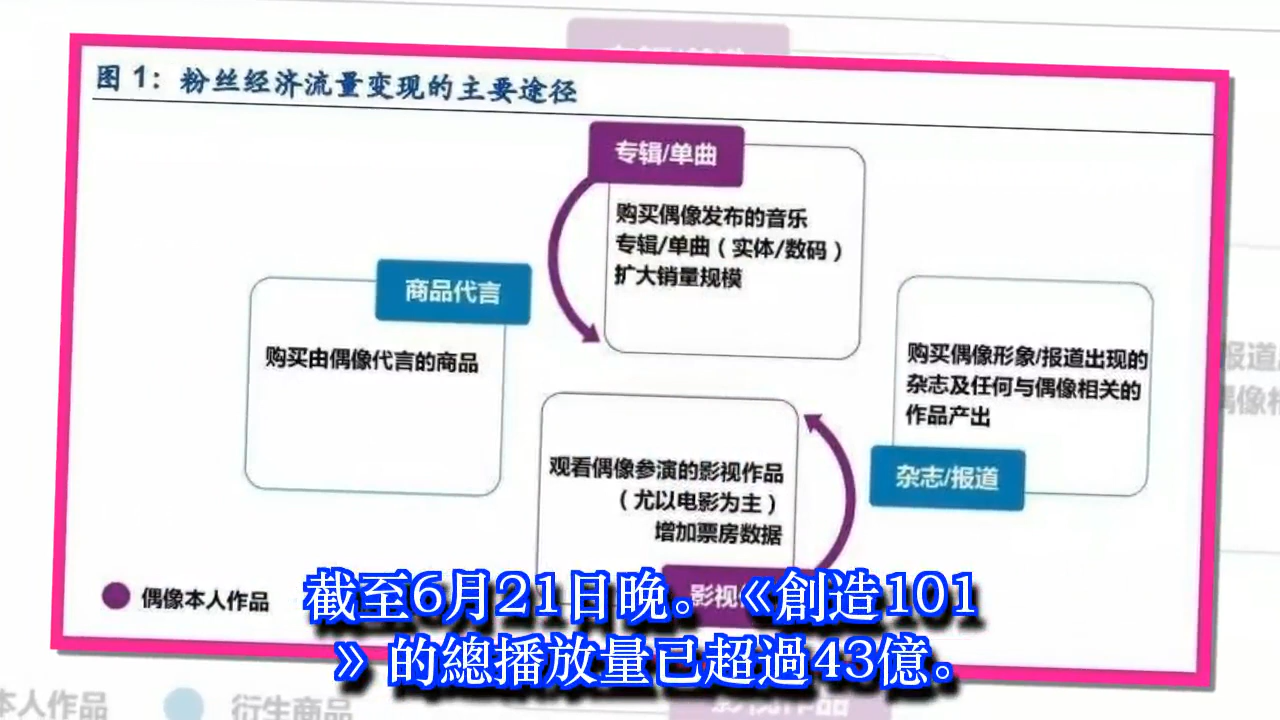 图 1：粉丝经济流量变现的主要途径
专辑/单曲
购买偶像发布的音乐
专辑/单曲（实体/数码）
扩大销量规模
商品代言
购买由偶像代言的商品
购买偶像形象/报道出现的
杂志及任何与偶像相关的
作品产出
杂志/报道
观看偶像参演的影视作品
（尤以电影为主）
增加票房数据
影视
偶像本人作品
截至6月21日晚。《創造101
》的總播放量已超過43億。
本人作品
衍生商品
影视作品